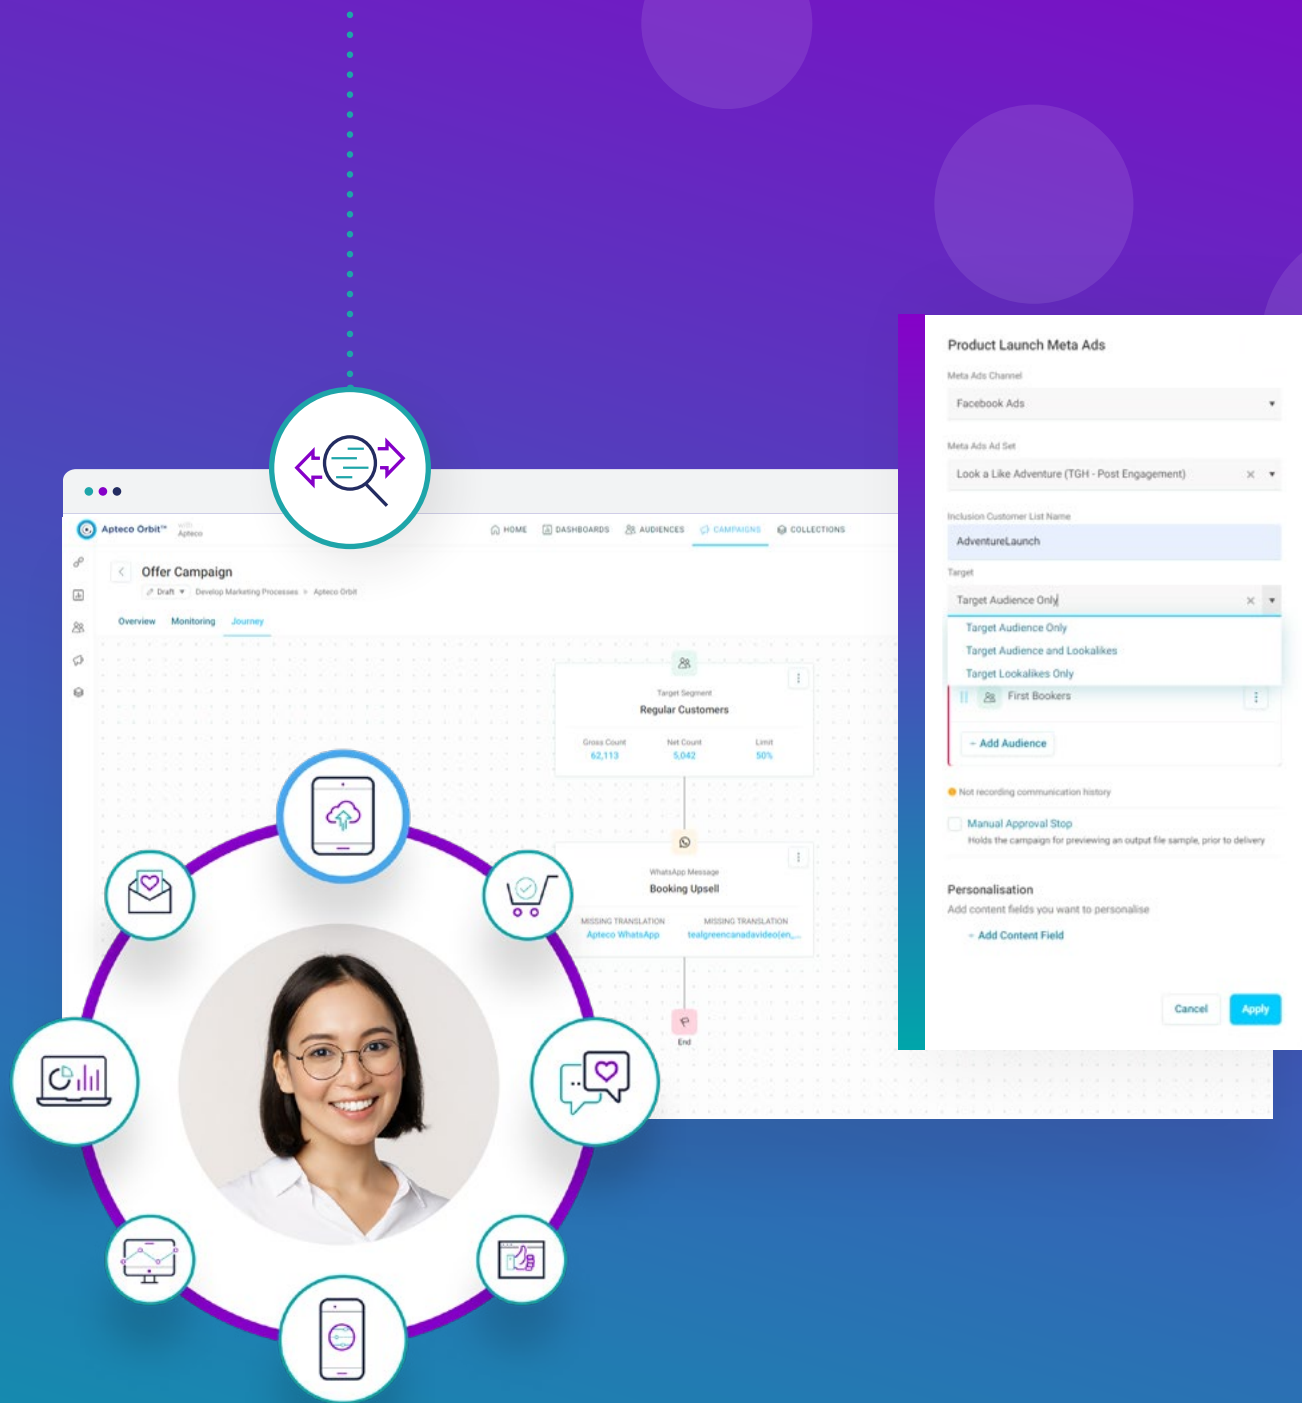 Apteco Orbit™ with
Apteco
HOME DASHBOARDS AUDIENCES CAMPAIGNS COLLECTIONS
Offer Campaign
Draft Develop Marketing Processes > Apteco Orbit
Overview Monitoring Journey
Target Segment
Regular Customers
Gross Count Net Count Limit
62,113 5,042 50%
WhatsApp Message
Booking Upsell
MISSING TRANSLATION MISSING TRANSLATION
Apteco WhatsApp tealgreencanadavideo(en,...
End
Product Launch Meta Ads
Meta Ads Channel
Facebook Ads
Meta Ads Ad Set
Look a Like Adventure (TGH - Post Engagement)
Inclusion Customer List Name
AdventureLaunch
Target
Target Audience Only
Target Audience Only
Target Audience and Lookalikes
Target Lookalikes Only
First Bookers
Add Audience
Not recording communication history
Manual Approval Stop
Holds the campaign for previewing an output file sample, prior to delivery
Personalisation
Add content fields you want to personalise
Add Content Field
Cancel Apply